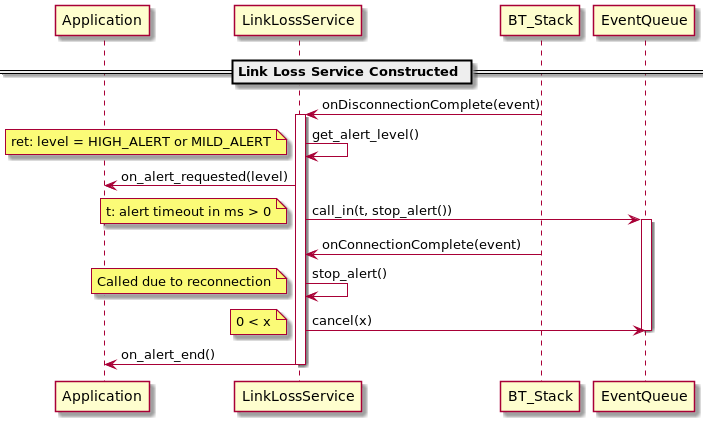 Application
LinkLossService
BT_Stack
EventQueue
Link Loss Service Constructed
onDisconnectionComplete(event)
ret: level = HIGH_ALERT or MILD_ALERT
get_alert_level()
on_alert_requested(level)
t: alert timeout in ms > 0
call_in(t, stop_alert())
onConnectionComplete(event)
Called due to reconnection
stop_alert()
0 < x
cancel(x)
on_alert_end()
Application
LinkLossService
BT_Stack
EventQueue